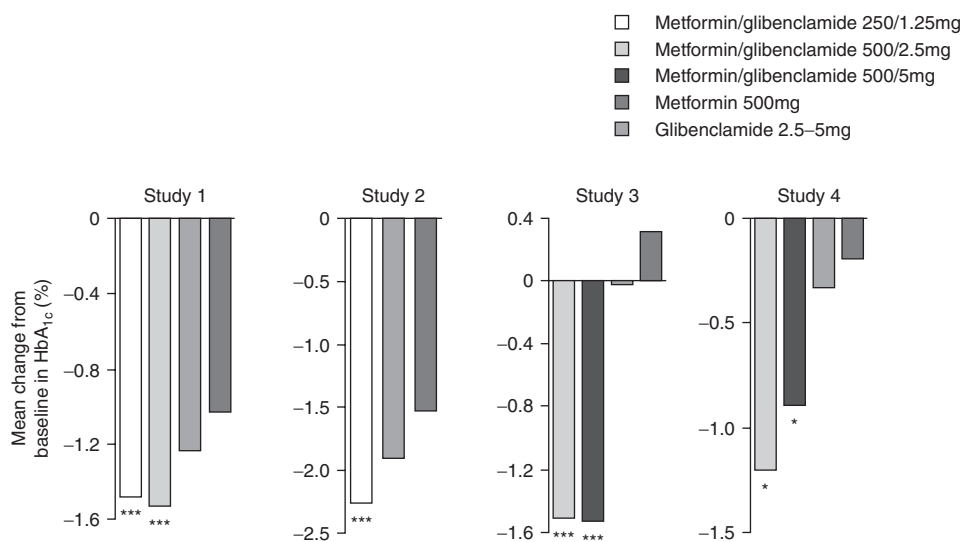 Metformin/glibenclamide 250/1.25mg
Metformin/glibenclamide 500/2.5mg
Metformin/glibenclamide 500/5mg
Metformin 500mg
Glibenclamide 2.5–5mg
Mean change from
baseline in HbA1c (%)
Study 1
0
–0.4
–0.8
–1.2
–1.6
***
***
Study 2
0
–0.5
–1.0
–1.5
–2.0
–2.5
***
Study 3
0.4
0
–0.4
–0.8
–1.2
–1.6
***
***
Study 4
0
–0.5
–1.0
–1.5
*
*